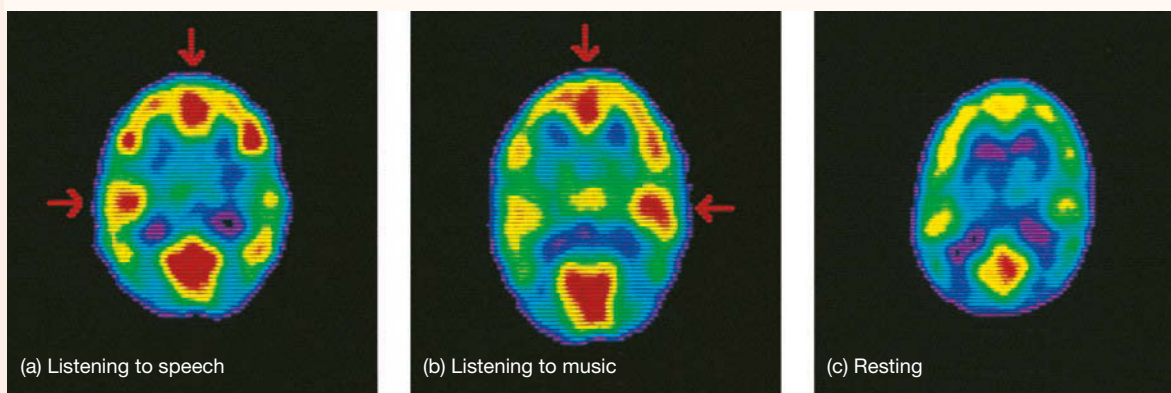 (a) Listening to speech
(b) Listening to music
(c) Resting